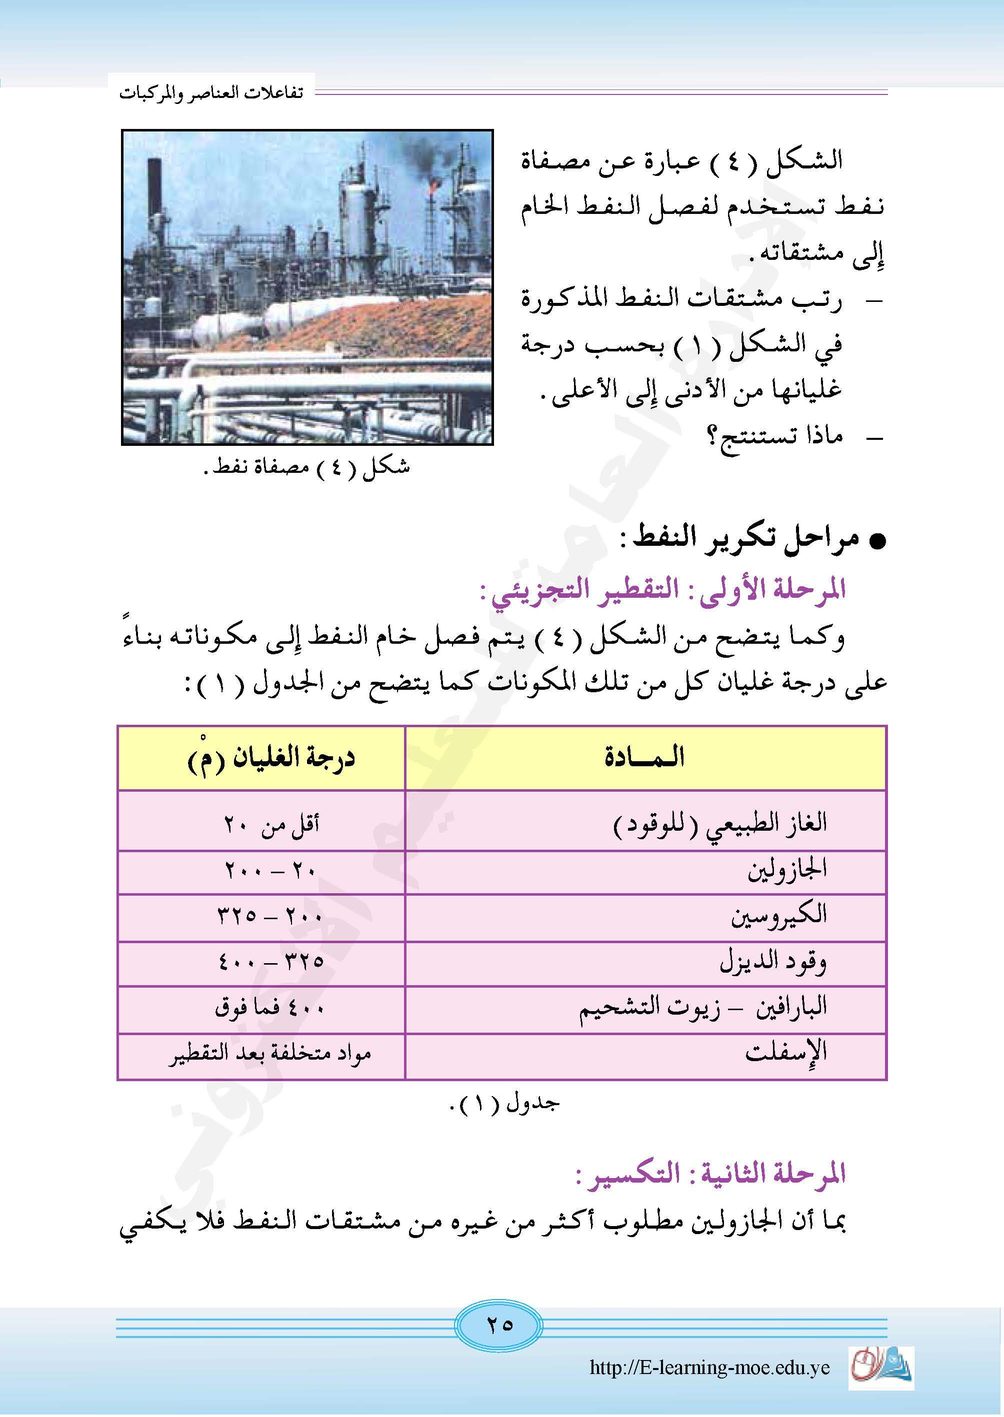 تفاعلات العناصر والمركبات
الشكل (٤) عبارة عن مصفاة
نفط تستخدم لفصل النفط الخام
إلى مشتقاته.
– رتب مشتقات النفط المذكورة
في الشكل (١) بحسب درجة
غليانها من الأدنى إلى الأعلى.
– ماذا تستنتج؟
شكل (٤) مصفاة نفط.
● مراحل تكرير النفط:
المرحلة الأولى: التقطير التجزيئي:
وكما يتضح من الشكل (٤) يتم فصل خام النفط إلى مكوناته بناءً
على درجة غليان كل من تلك المكونات كما يتضح من الجدول (١):
المـــادة درجة الغليان (مْ)
الغاز الطبيعي (للوقود) أقل من ٢٠
الجازولين ٢٠ – ٢٠٠
الكيروسين ٢٠٠ – ٣٢٥
وقود الديزل ٣٢٥ – ٤٠٠
البارافين – زيوت التشحيم ٤٠٠ فما فوق
الإسفلت مواد متخلفة بعد التقطير
جدول (١).
المرحلة الثانية: التكسير:
بما أن الجازولين مطلوب أكثر من غيره من مشتقات النفط فلا يكفي
٢٥
http://E-learning-moe.edu.ye
الإدارة العامة للتعليم الالكتروني